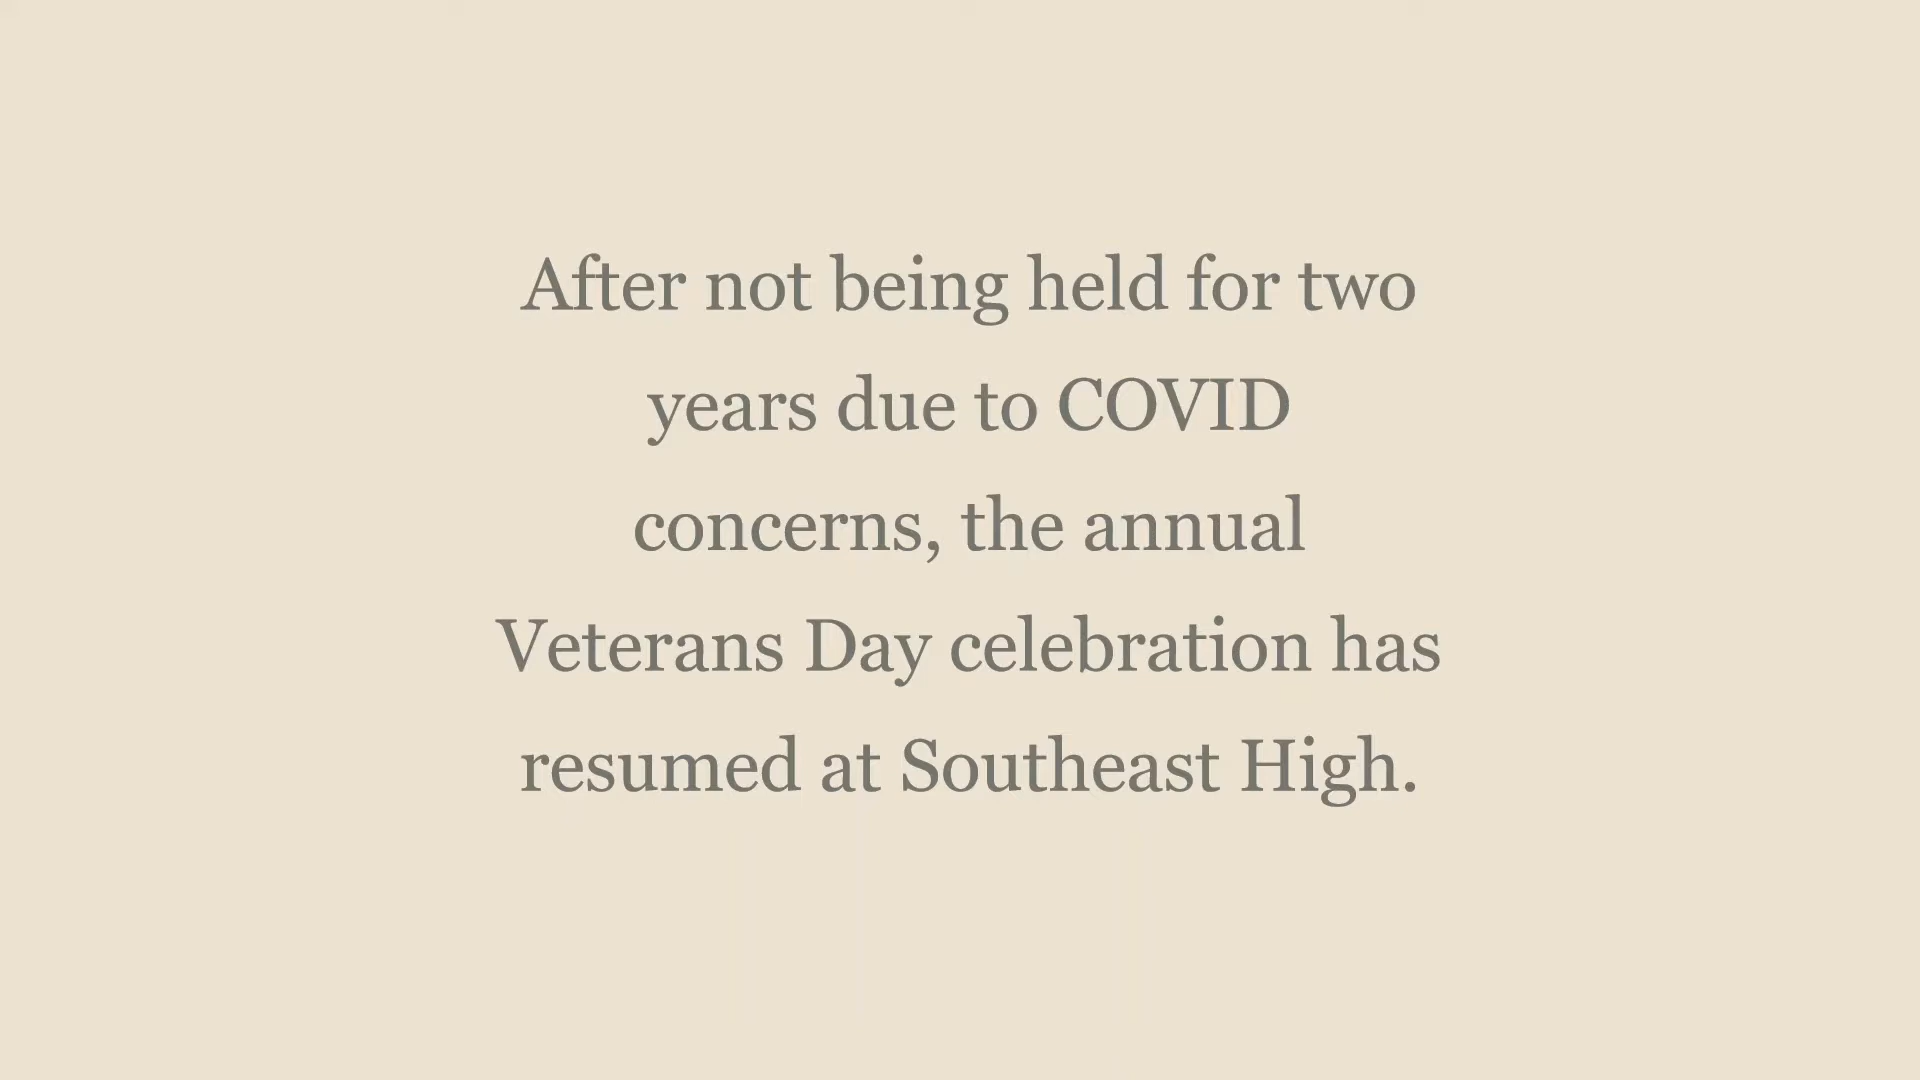 After not being held for two
years due to COVID
concerns, the annual
Veterans Day celebration has
resumed at Southeast High.